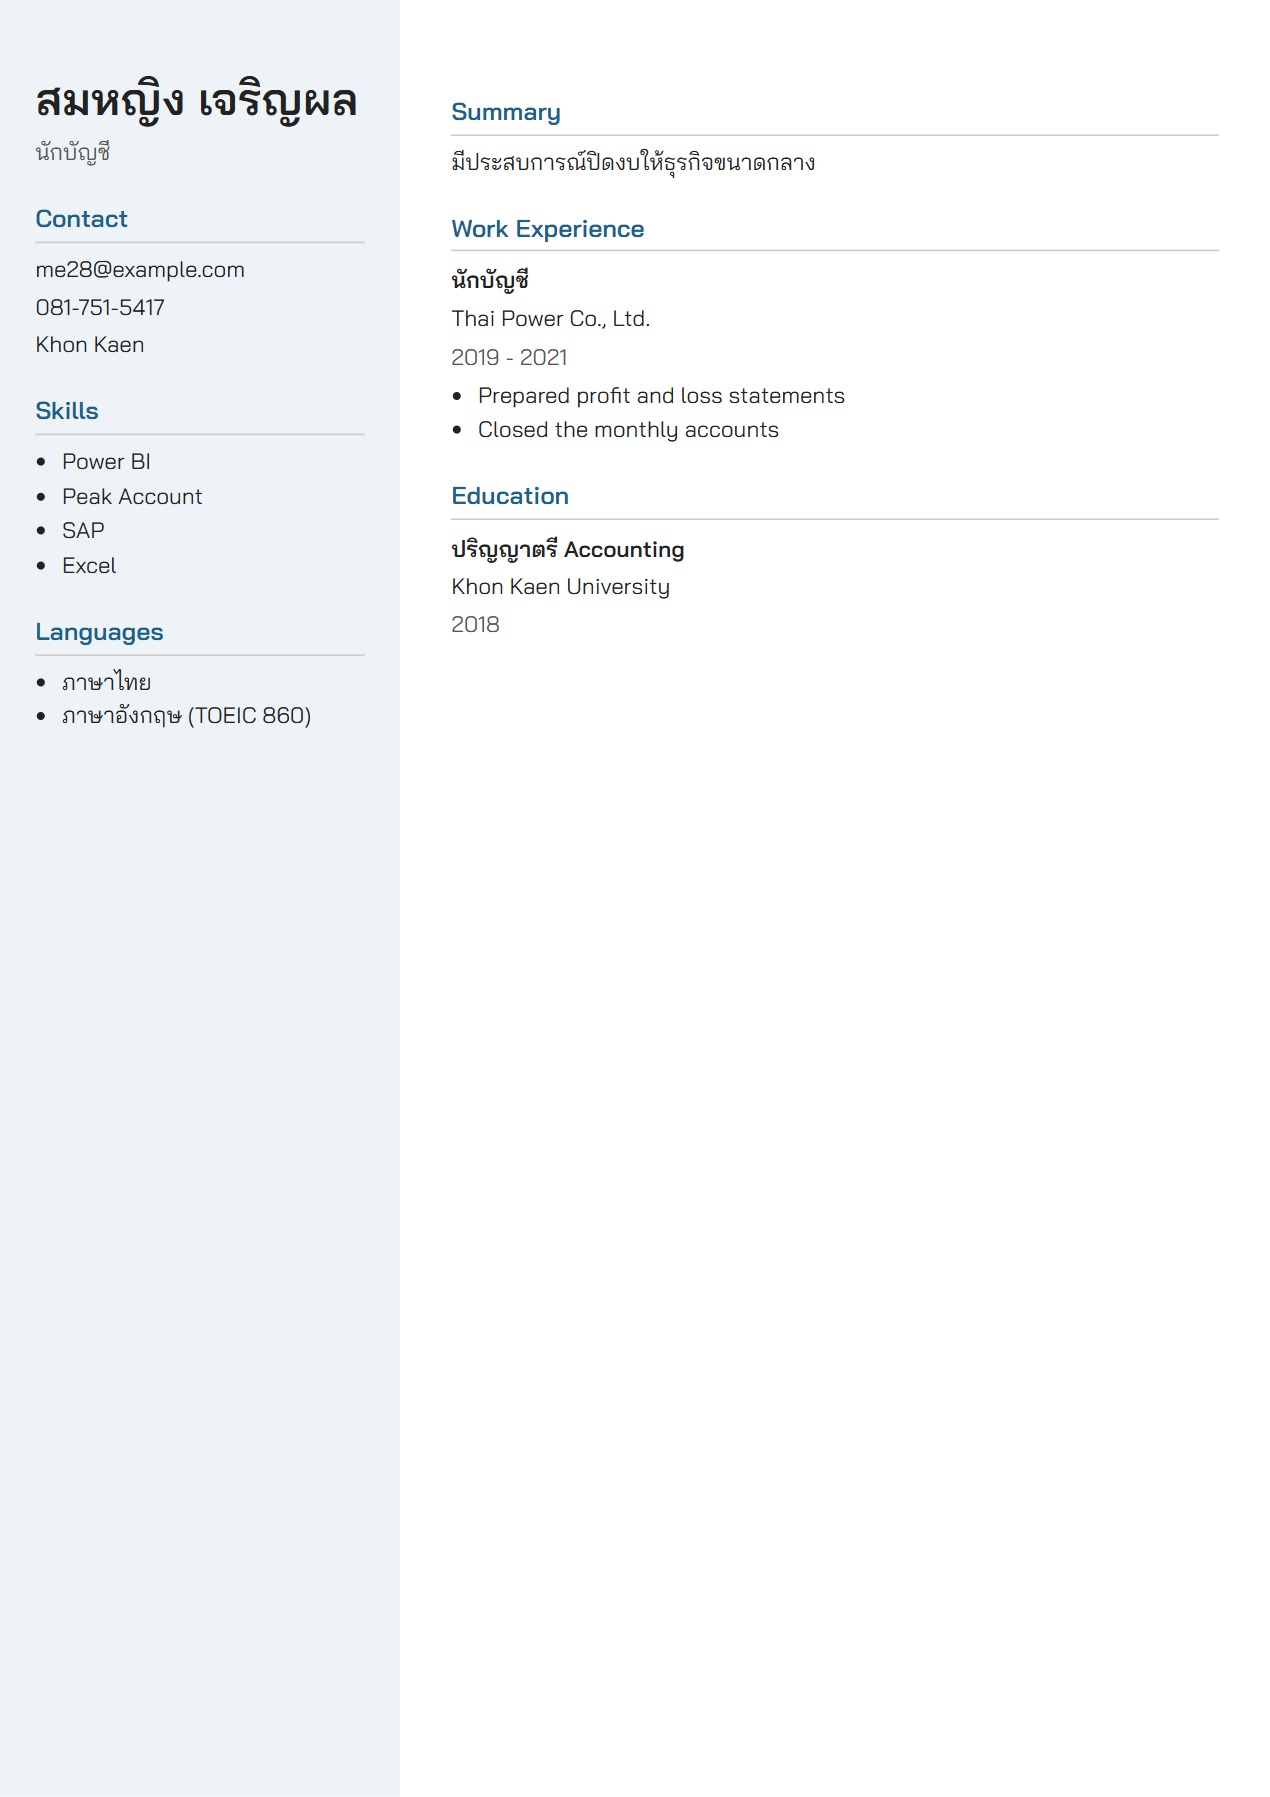 สมหญิง เจริญผล
นักบัญชี
Contact
me28@example.com
081-751-5417
Khon Kaen
Skills
• Power BI
• Peak Account
• SAP
• Excel
Languages
• ภาษาไทย
• ภาษาอังกฤษ (TOEIC 860)
Summary
มีประสบการณ์ปิดงบให้ธุรกิจขนาดกลาง
Work Experience
นักบัญชี
Thai Power Co., Ltd.
2019 - 2021
• Prepared profit and loss statements
• Closed the monthly accounts
Education
ปริญญาตรี Accounting
Khon Kaen University
2018